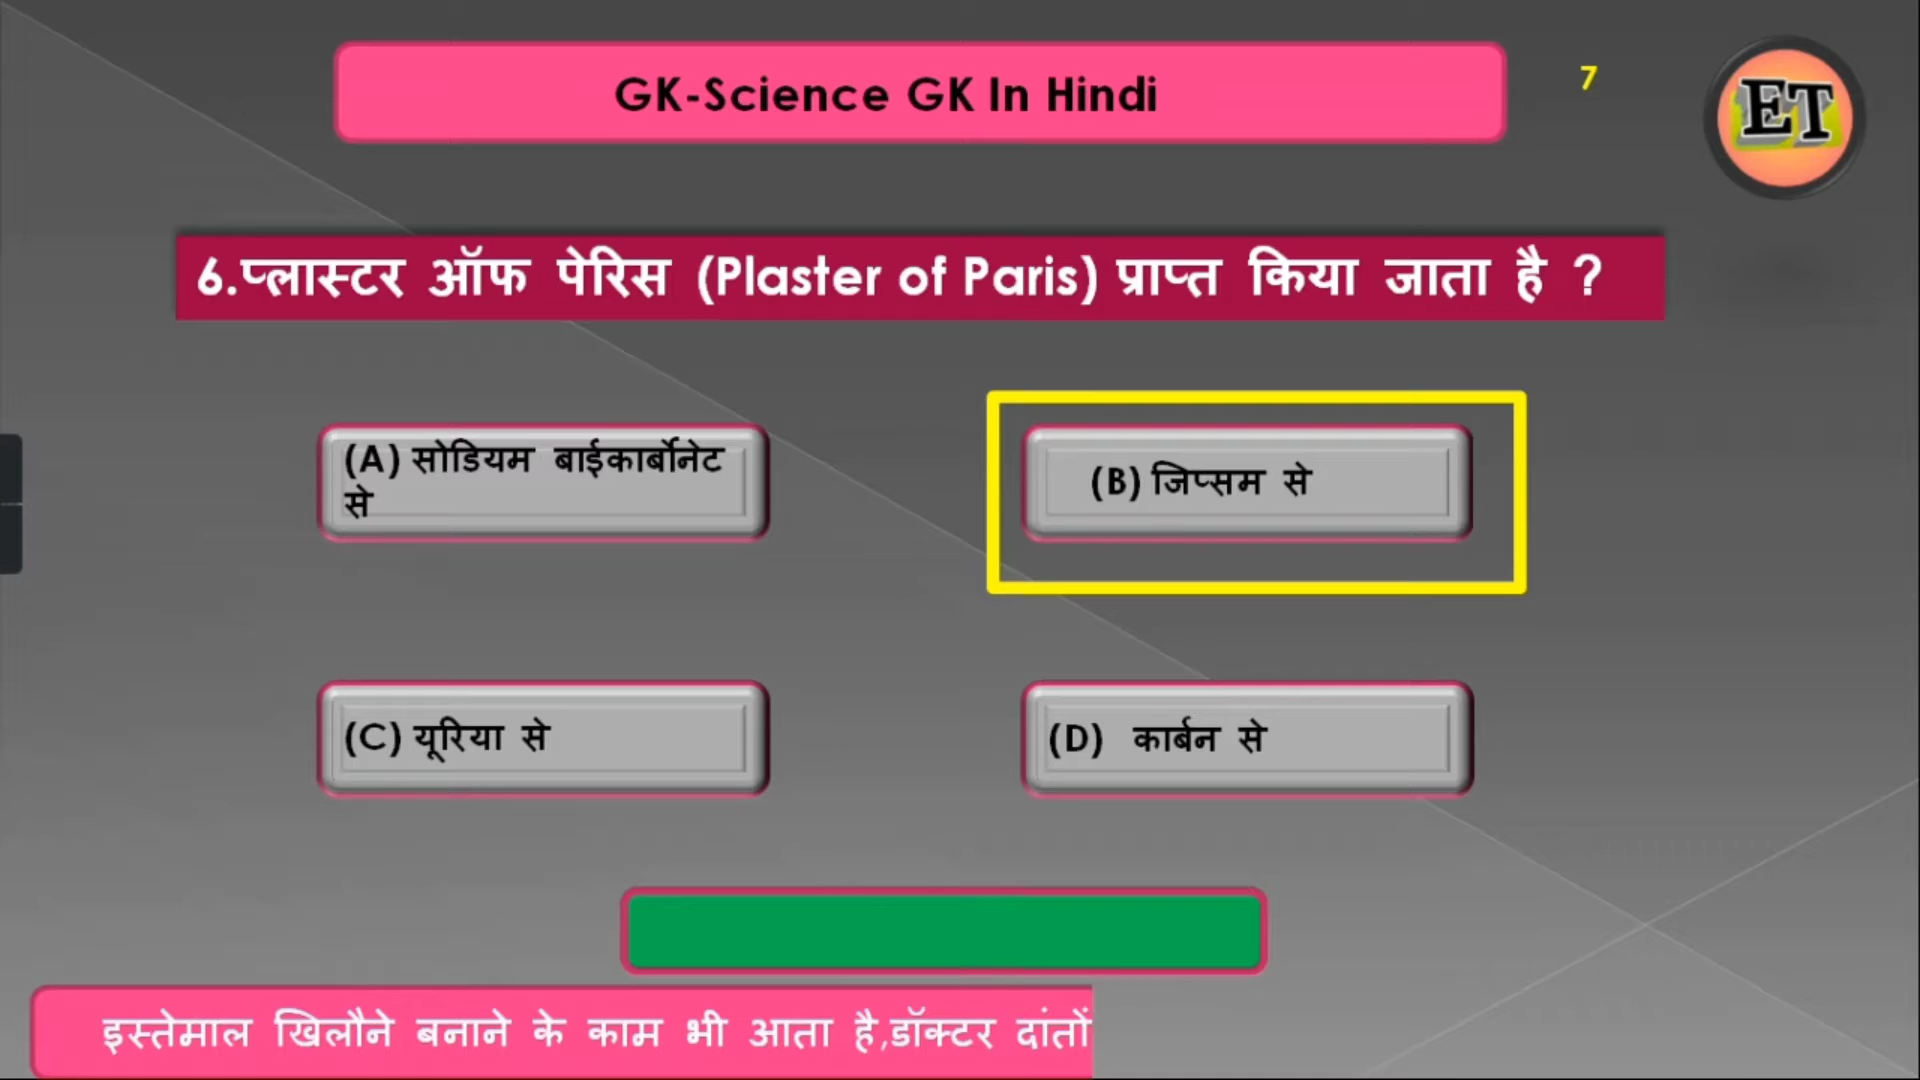 GK-Science GK In Hindi
7
ET
6.प्लास्टर ऑफ पेरिस (Plaster of Paris) प्राप्त किया जाता है ?
(A) सोडियम बाईकार्बोनेट
से
(B) जिप्सम से
(C) यूरिया से
(D) कार्बन से
इस्तेमाल खिलौने बनाने के काम भी आता है,डॉक्टर दांतों